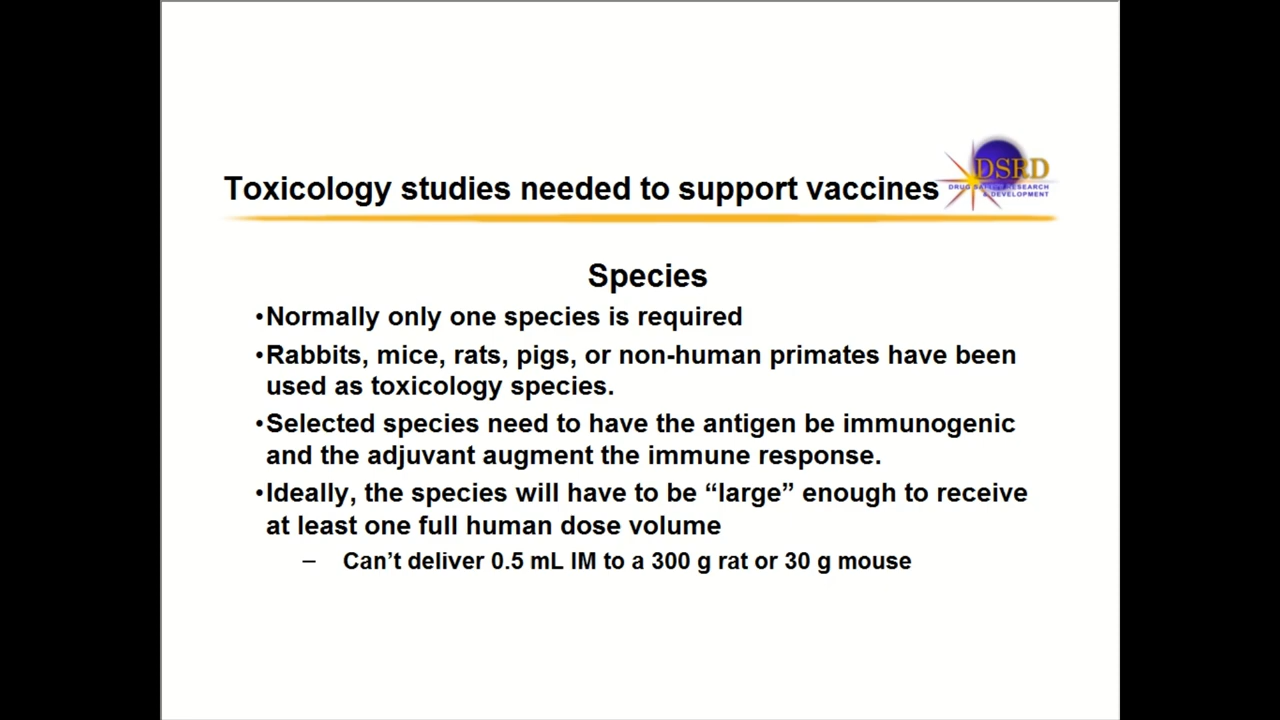 DSRD
Toxicology studies needed to support vaccines
DRUG SAFETY RESEARCH
& DEVELOPMENT
Species
•Normally only one species is required
•Rabbits, mice, rats, pigs, or non-human primates have been
used as toxicology species.
•Selected species need to have the antigen be immunogenic
and the adjuvant augment the immune response.
•Ideally, the species will have to be “large” enough to receive
at least one full human dose volume
– Can’t deliver 0.5 mL IM to a 300 g rat or 30 g mouse